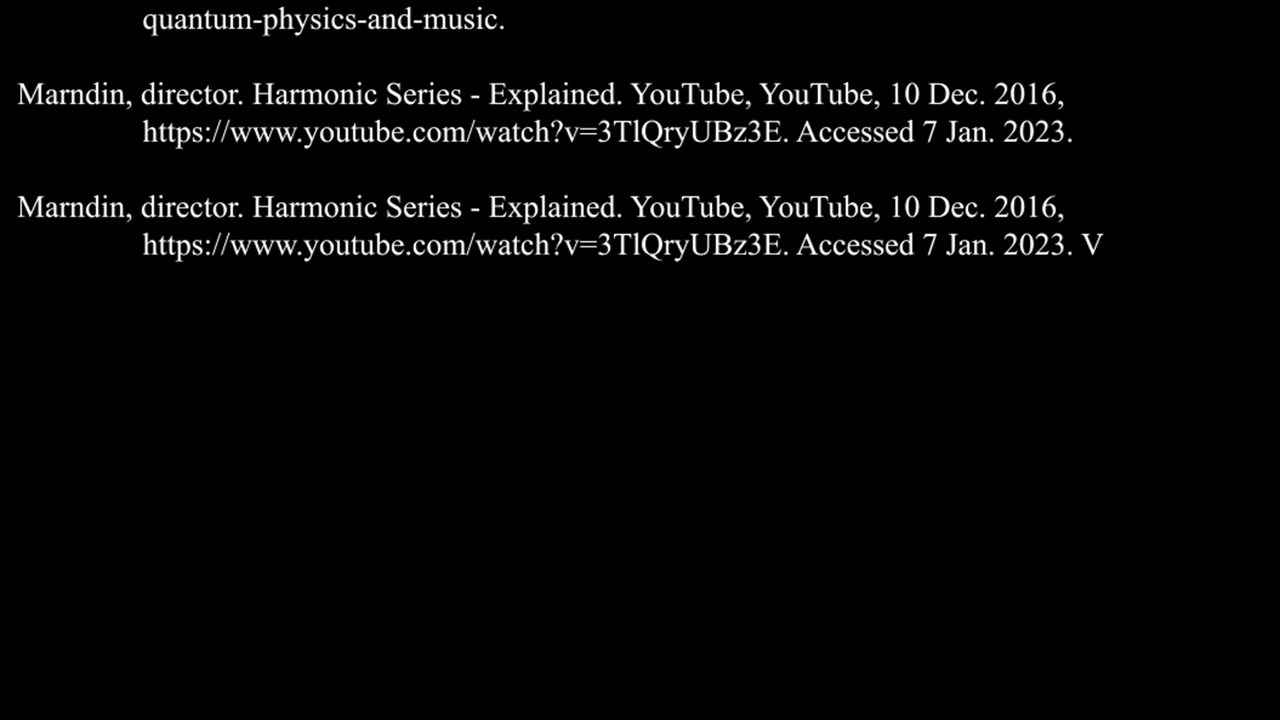 quantum-physics-and-music.
Marndin, director. Harmonic Series - Explained. YouTube, YouTube, 10 Dec. 2016,
https://www.youtube.com/watch?v=3TlQryUBz3E. Accessed 7 Jan. 2023.
Marndin, director. Harmonic Series - Explained. YouTube, YouTube, 10 Dec. 2016,
https://www.youtube.com/watch?v=3TlQryUBz3E. Accessed 7 Jan. 2023. V